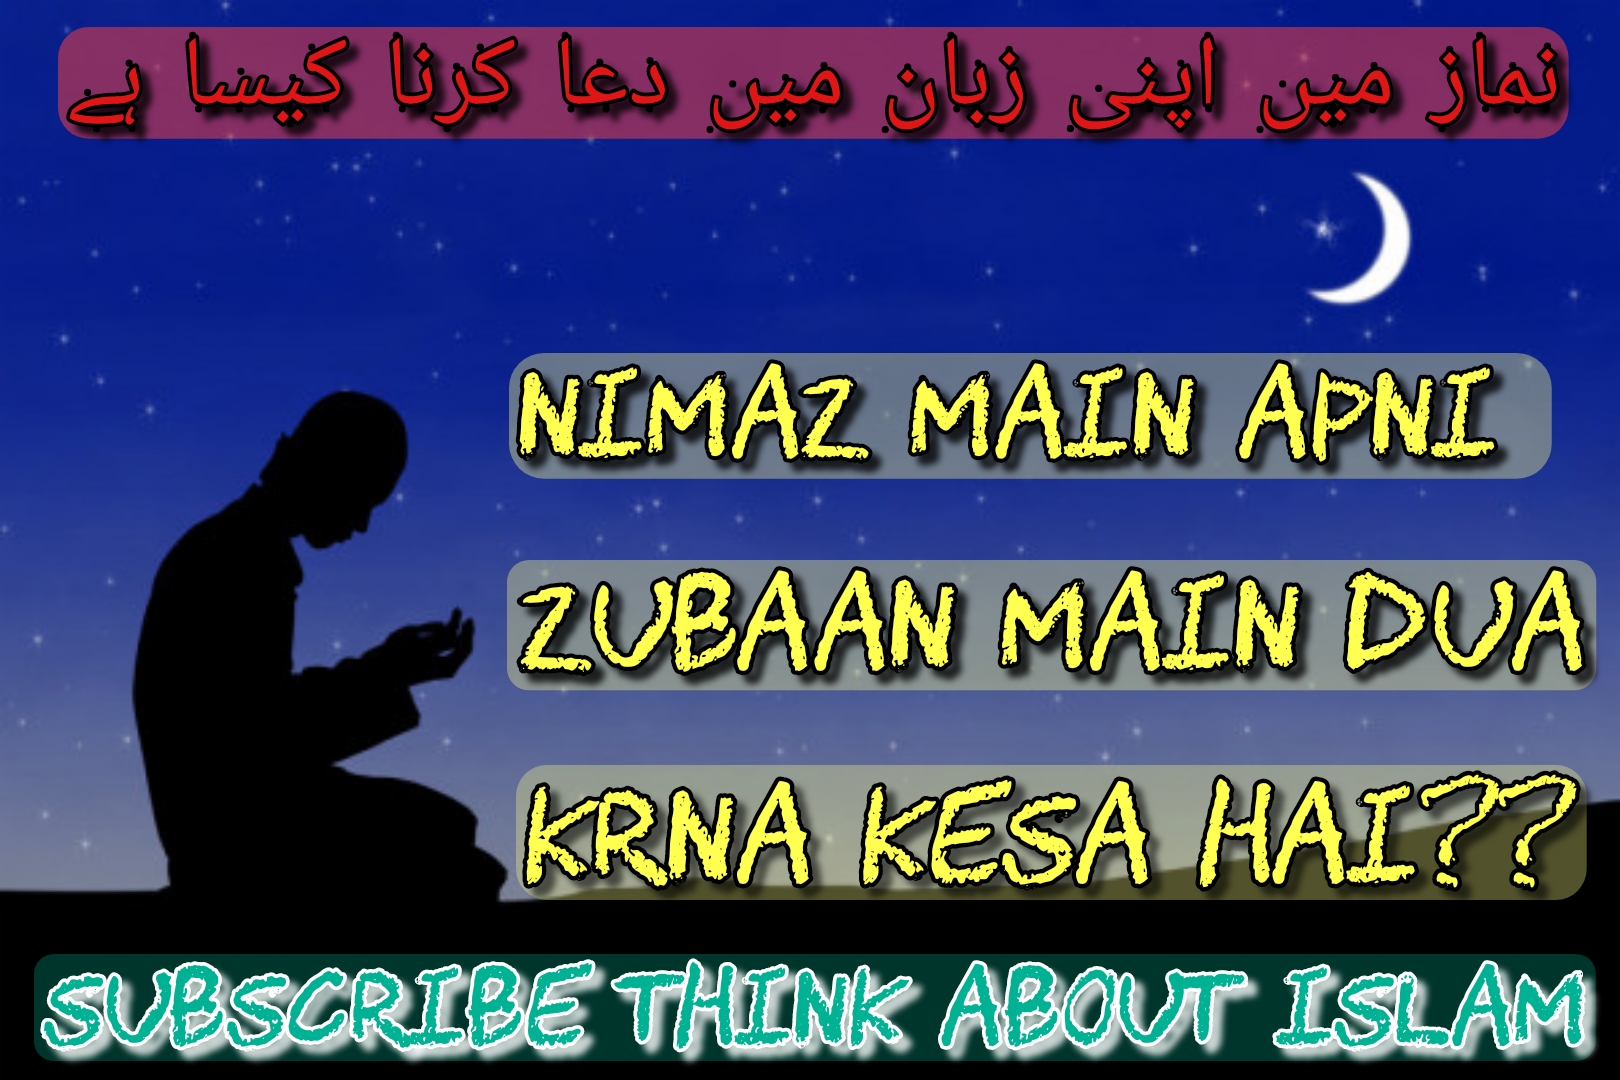 نماز میں اپنی زبان میں دعا کرنا کیسا ہے
NIMAZ MAIN APNI
ZUBAAN MAIN DUA
KRNA KESA HAI??
SUBSCRIBE THINK ABOUT ISLAM